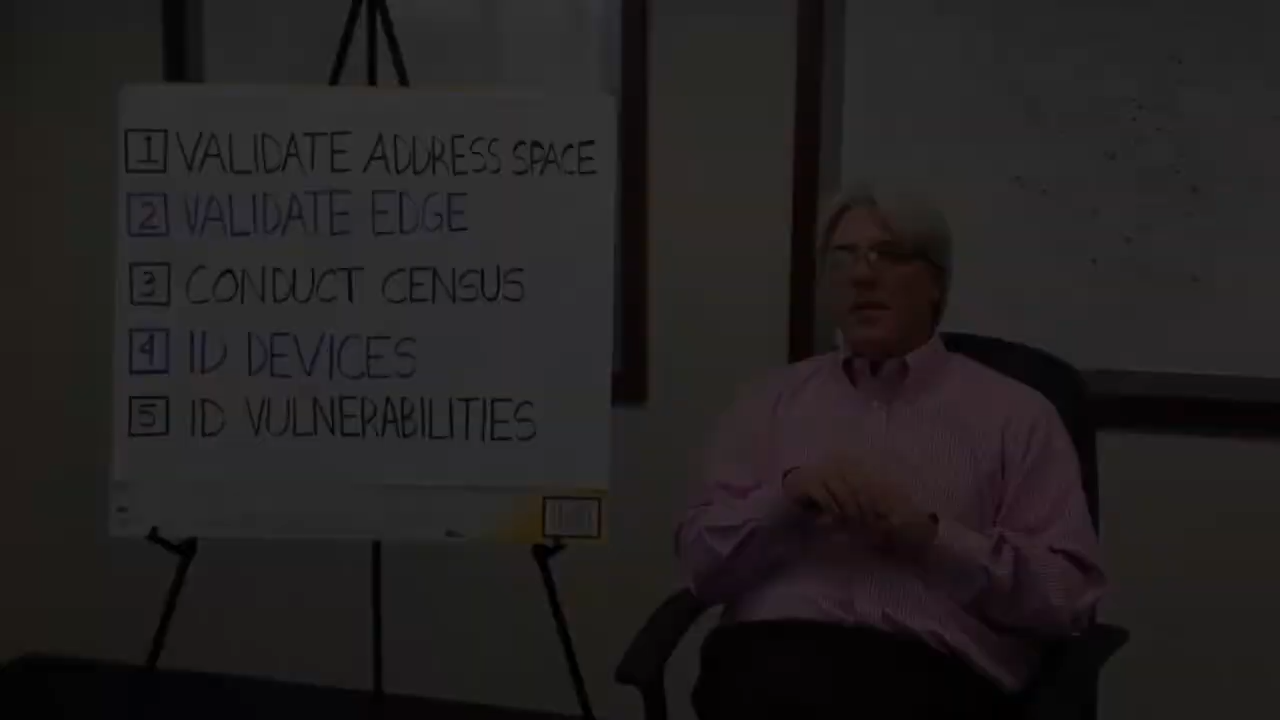 1 VALIDATE ADDRESS SPACE
2 VALIDATE EDGE
3 CONDUCT CENSUS
4 ID DEVICES
5 ID VULNERABILITIES